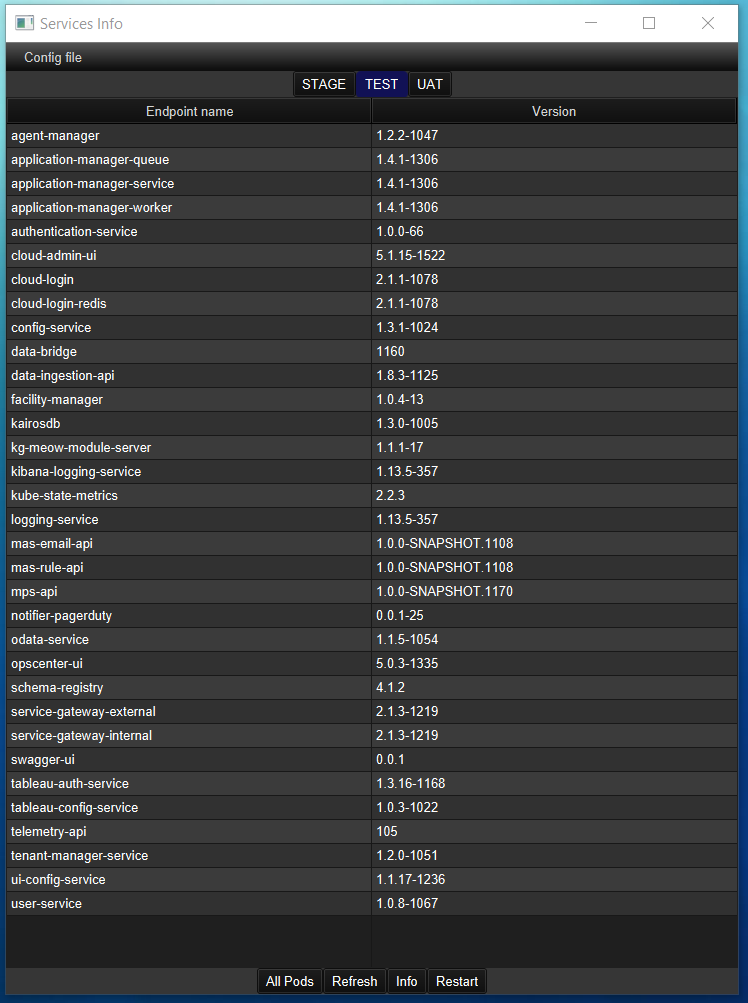 Services Info
Config file
STAGE TEST UAT
Endpoint name Version
agent-manager 1.2.2-1047
application-manager-queue 1.4.1-1306
application-manager-service 1.4.1-1306
application-manager-worker 1.4.1-1306
authentication-service 1.0.0-66
cloud-admin-ui 5.1.15-1522
cloud-login 2.1.1-1078
cloud-login-redis 2.1.1-1078
config-service 1.3.1-1024
data-bridge 1160
data-ingestion-api 1.8.3-1125
facility-manager 1.0.4-13
kairosdb 1.3.0-1005
kg-meow-module-server 1.1.1-17
kibana-logging-service 1.13.5-357
kube-state-metrics 2.2.3
logging-service 1.13.5-357
mas-email-api 1.0.0-SNAPSHOT.1108
mas-rule-api 1.0.0-SNAPSHOT.1108
mps-api 1.0.0-SNAPSHOT.1170
notifier-pagerduty 0.0.1-25
odata-service 1.1.5-1054
opscenter-ui 5.0.3-1335
schema-registry 4.1.2
service-gateway-external 2.1.3-1219
service-gateway-internal 2.1.3-1219
swagger-ui 0.0.1
tableau-auth-service 1.3.16-1168
tableau-config-service 1.0.3-1022
telemetry-api 105
tenant-manager-service 1.2.0-1051
ui-config-service 1.1.17-1236
user-service 1.0.8-1067
All Pods Refresh Info Restart